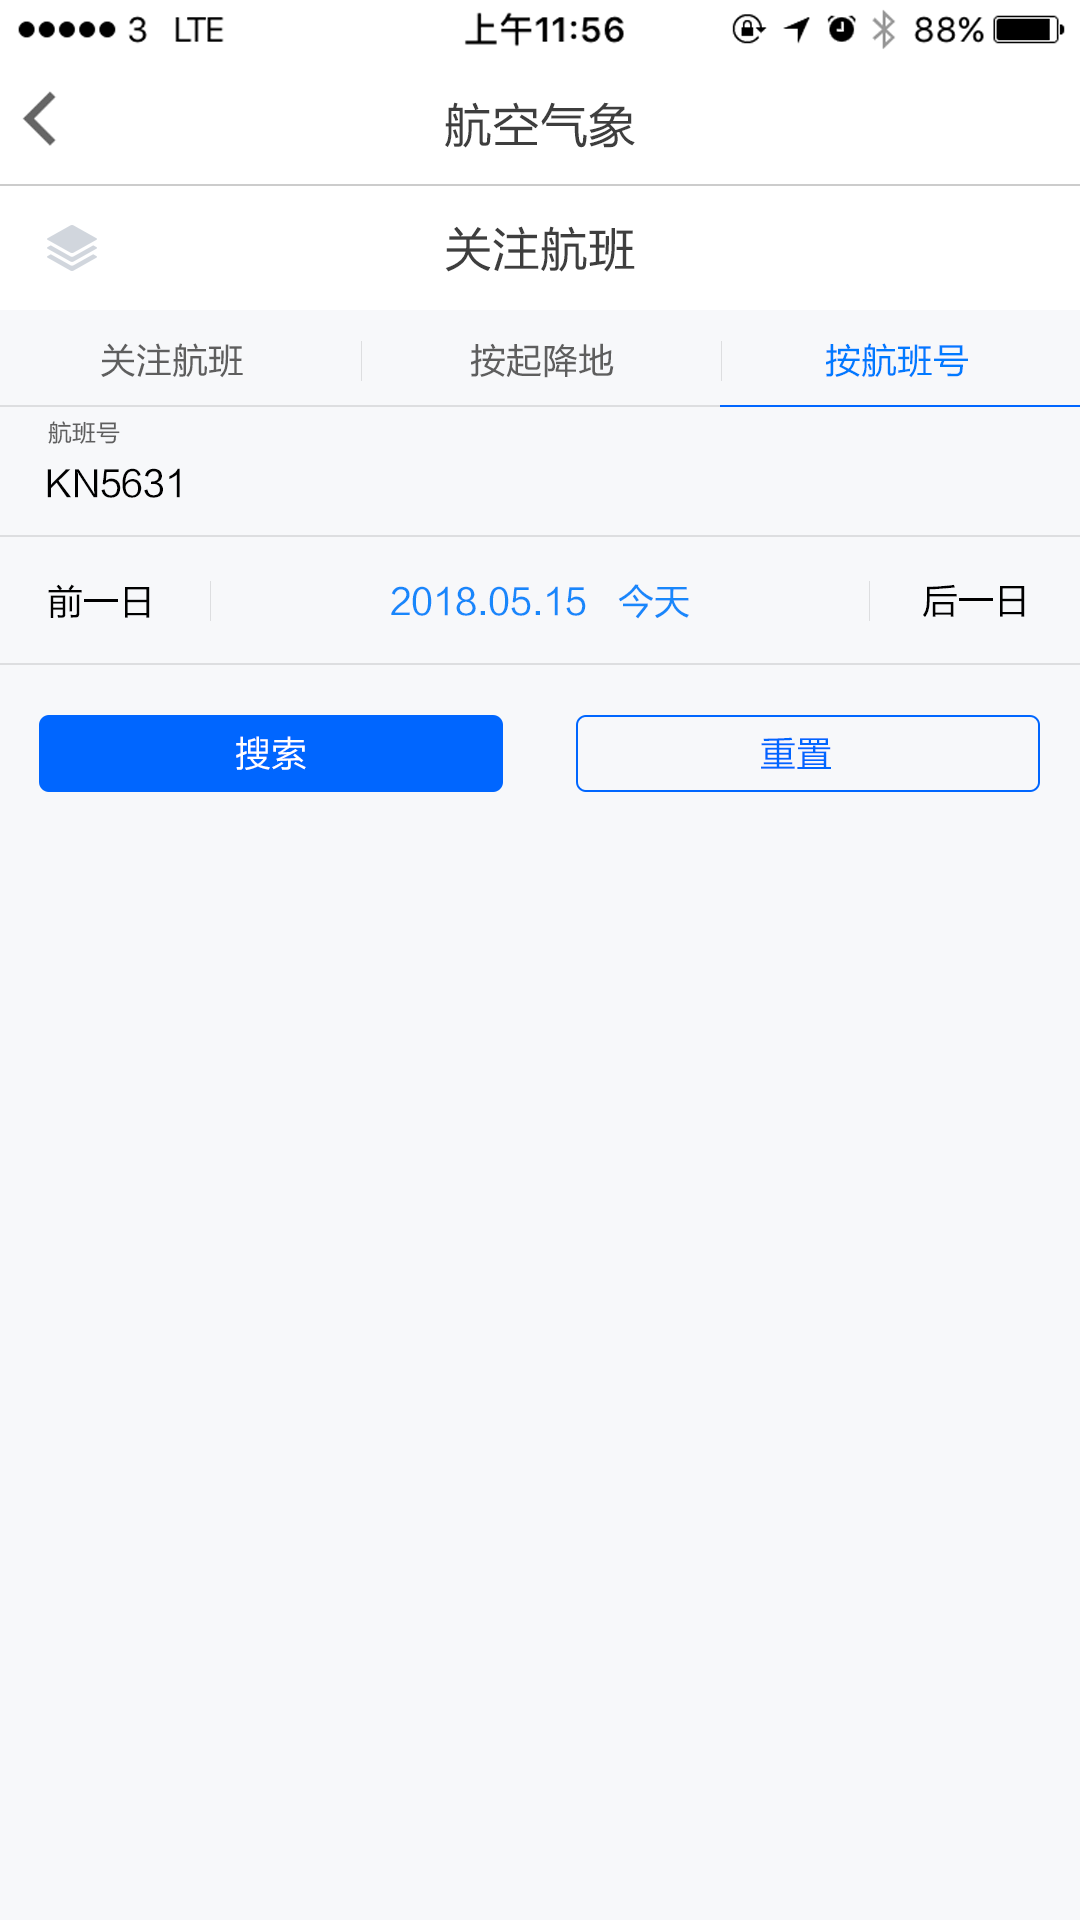 3 LTE 上午11:56 88%
航空气象
关注航班
关注航班 按起降地 按航班号
航班号
KN5631
前一日 2018.05.15 今天 后一日
搜索 重置